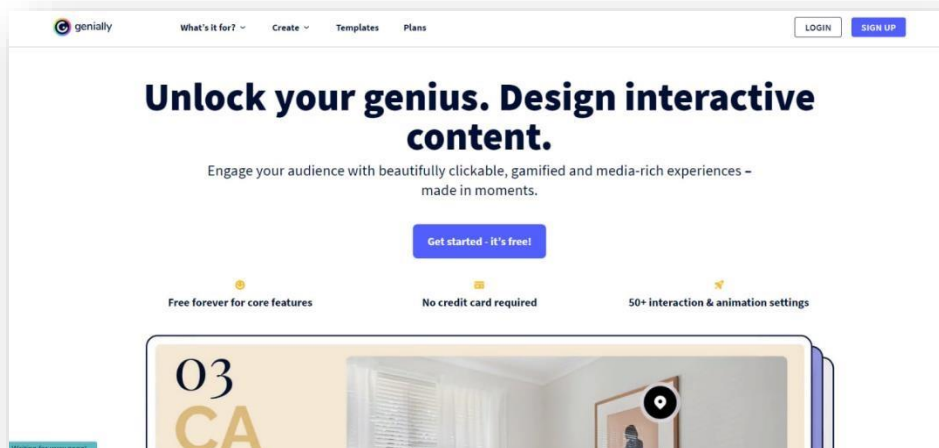 genially
What's it for?
Create
Templates
Plans
LOGIN
SIGN UP
Unlock your genius. Design interactive
content.
Engage your audience with beautifully clickable, gamified and media-rich experiences –
made in moments.
Get started - it's free!
Free forever for core features
No credit card required
50+ interaction & animation settings
03
CA